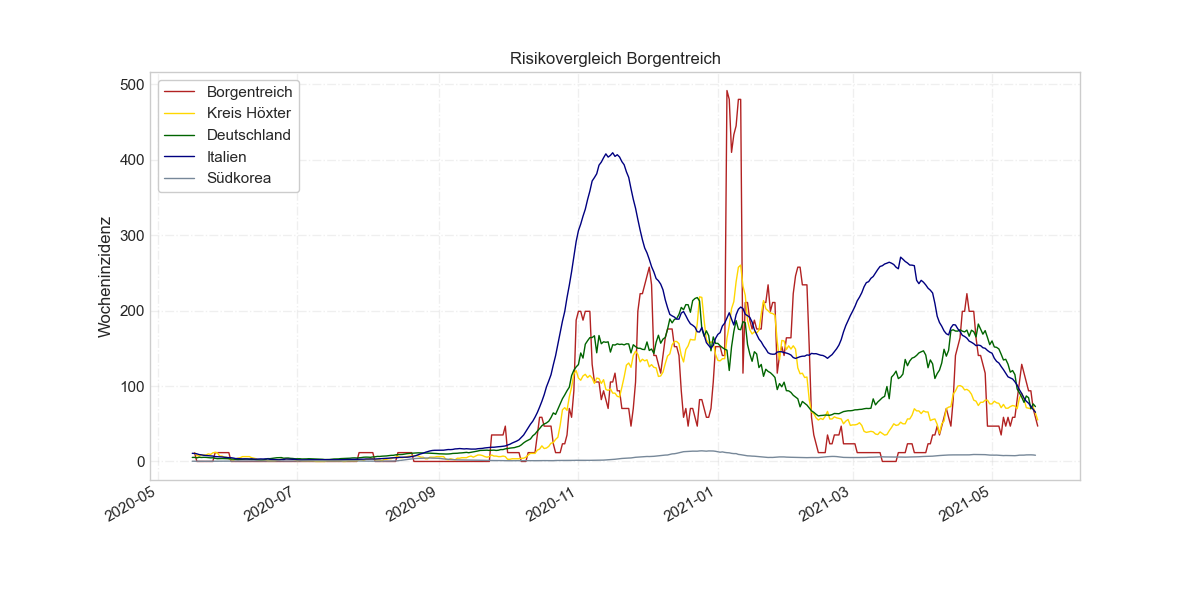 Risikovergleich Borgentreich
Borgentreich
Kreis Höxter
Deutschland
Italien
Südkorea
Wocheninzidenz
500
400
300
200
100
0
2020-05
2020-07
2020-09
2020-11
2021-01
2021-03
2021-05